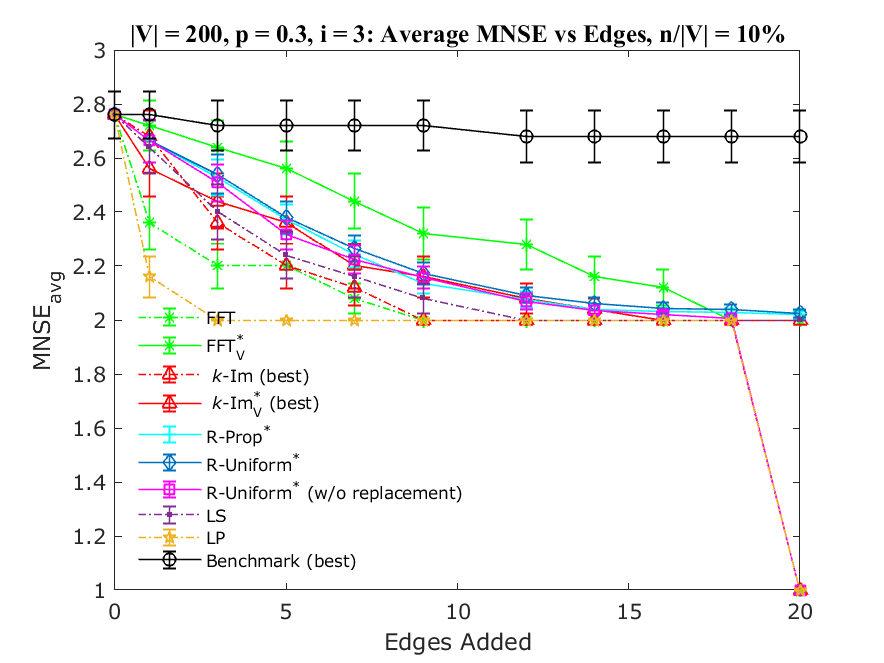 |V| = 200, p = 0.3, i = 3: Average MNSE vs Edges, n/|V| = 10%
3
2.8
2.6
2.4
2.2
2
1.8
1.6
1.4
1.2
1
MNSE_avg
FFT
FFT*_V
k-Im (best)
k-Im*_V (best)
R-Prop*
R-Uniform*
R-Uniform* (w/o replacement)
LS
LP
Benchmark (best)
0 5 10 15 20
Edges Added